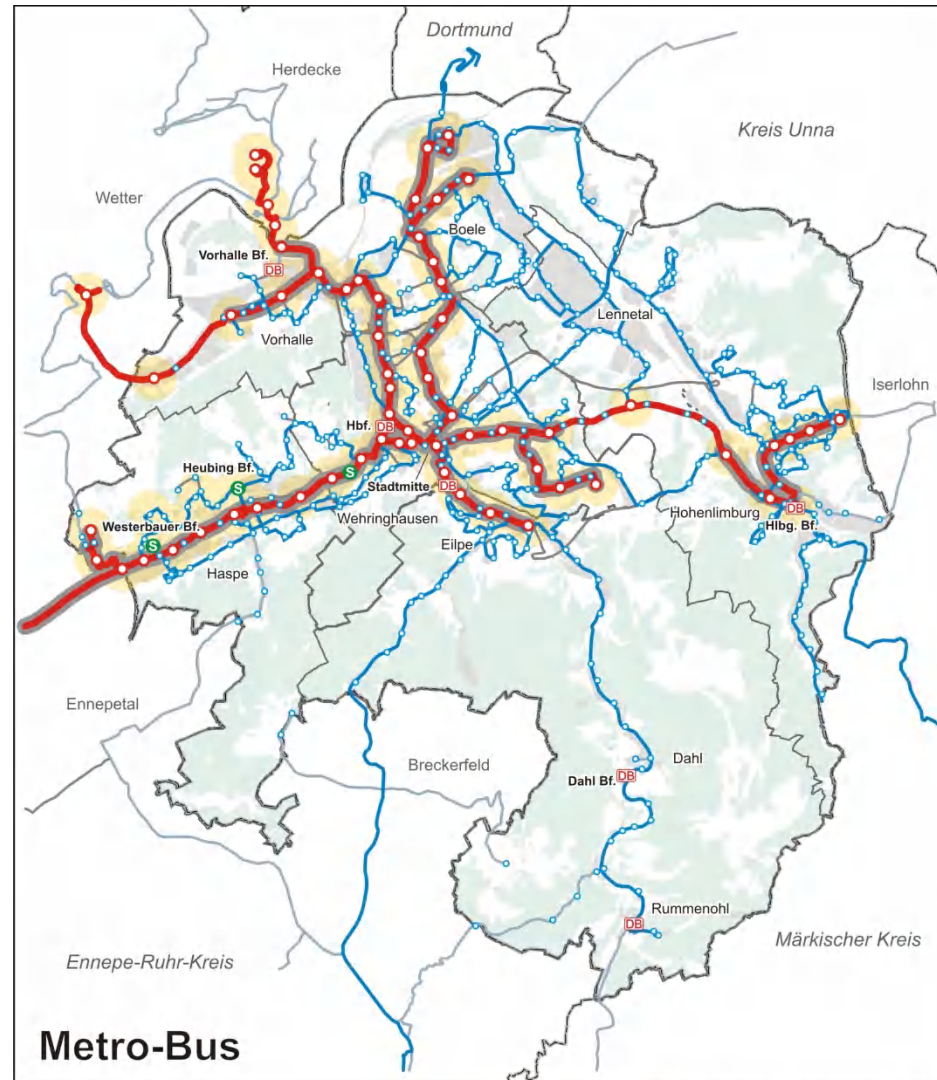 Dortmund
Herdecke
Kreis Unna
Wetter
Boele
Vorhalle Bf.
DB
Lennetal
Vorhalle
Iserlohn
Hbf.
DB
Heubing Bf.
S
S
Stadtmitte
DB
Hohenlimburg
DB
Wehringhausen
Westerbauer Bf.
Hlbg. Bf.
S
Eilpe
Haspe
Ennepetal
Breckerfeld
Dahl
Dahl Bf.
DB
Rummenohl
DB
Märkischer Kreis
Ennepe-Ruhr-Kreis
Metro-Bus